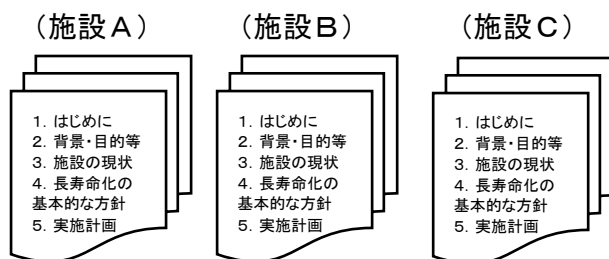 （施設Ａ）
（施設Ｂ）
（施設Ｃ）
1．はじめに
2．背景・目的等
3．施設の現状
4．長寿命化の
基本的な方針
5．実施計画
1．はじめに
2．背景・目的等
3．施設の現状
4．長寿命化の
基本的な方針
5．実施計画
1．はじめに
2．背景・目的等
3．施設の現状
4．長寿命化の
基本的な方針
5．実施計画